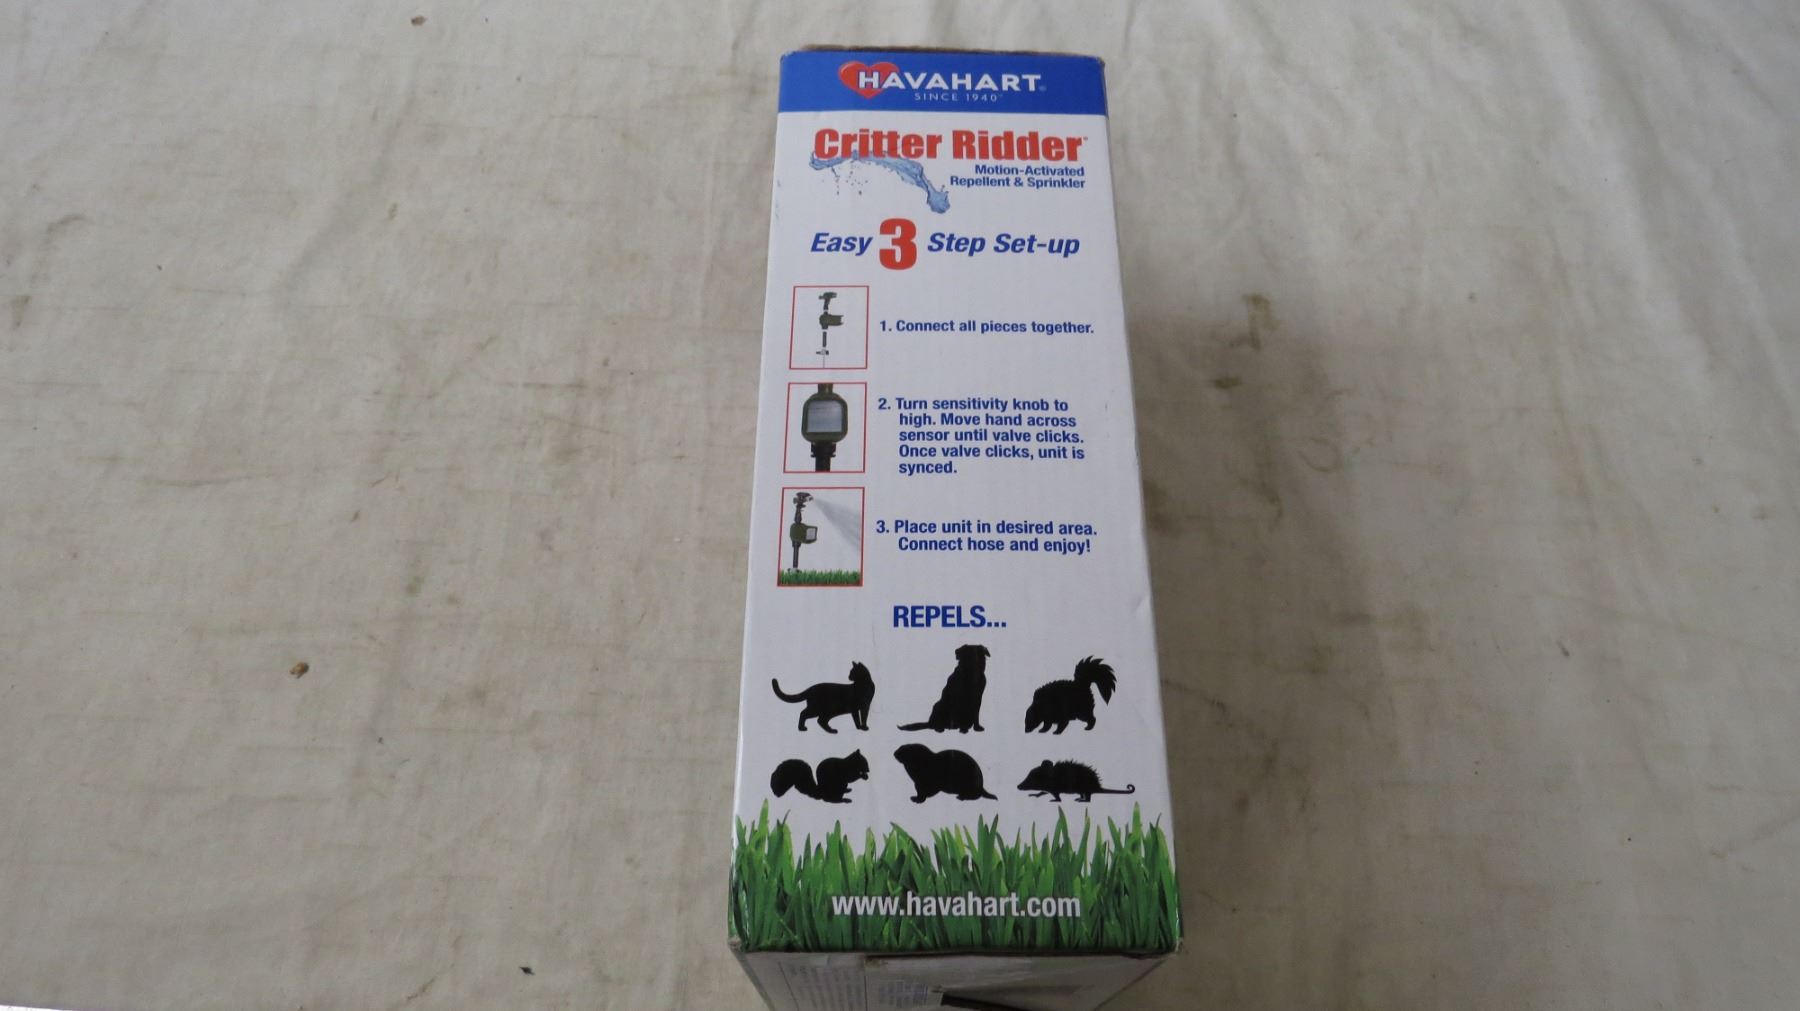 HAVAHART
SINCE 1940
Critter Ridder
Motion-Activated
Repellent & Sprinkler
Easy 3 Step Set-up
1. Connect all pieces together.
2. Turn sensitivity knob to
high. Move hand across
sensor until valve clicks.
Once valve clicks, unit is
synced.
3. Place unit in desired area.
Connect hose and enjoy!
REPELS...
www.havahart.com